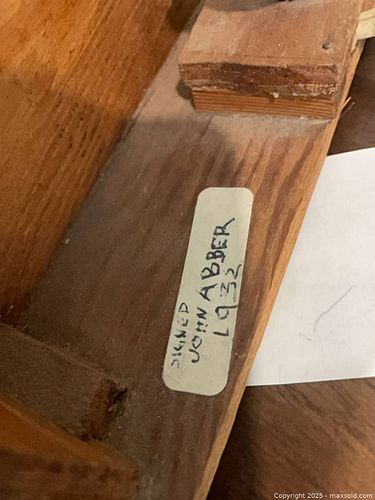 SIGNED
JOHN ABBER
1932
Copyright © 2025 - maxsold.com